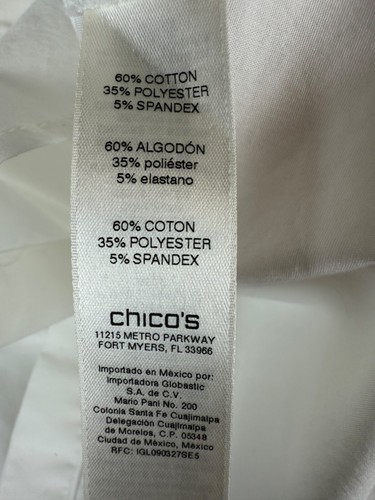 60% COTTON
35% POLYESTER
5% SPANDEX
60% ALGODÓN
35% poliéster
5% elastano
60% COTON
35% POLYESTER
5% SPANDEX
chico's
11215 METRO PARKWAY
FORT MYERS, FL 33966
Importado en México por:
Importadora Globastic
S.A. de C.V.
Mario Pani No. 200
Colonia Santa Fe Cuajimalpa
Delegación Cuajimalpa
de Morelos, C.P. 05348
Ciudad de México, México
RFC: IGL090327SE5